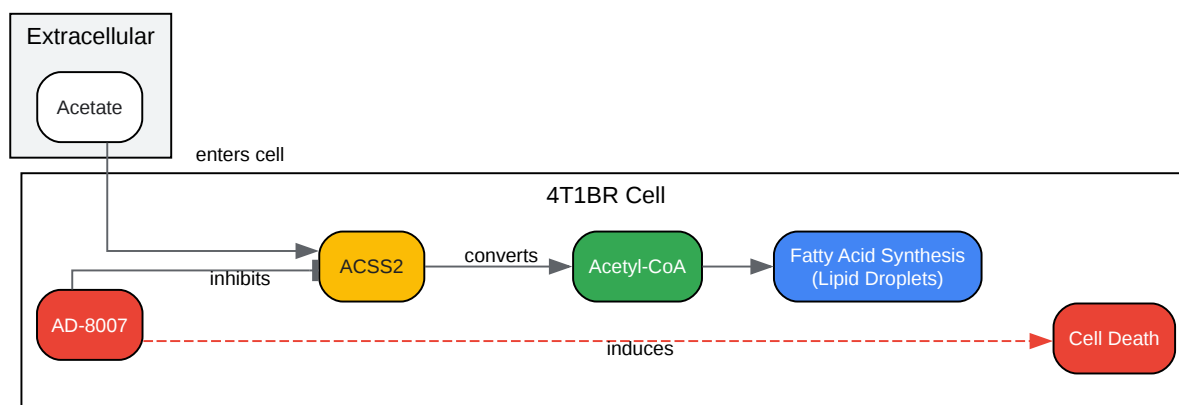 Extracellular
Acetate
enters cell
4T1BR Cell
ACSS2
converts
Acetyl-CoA
Fatty Acid Synthesis
(Lipid Droplets)
inhibits
AD-8007
induces
Cell Death